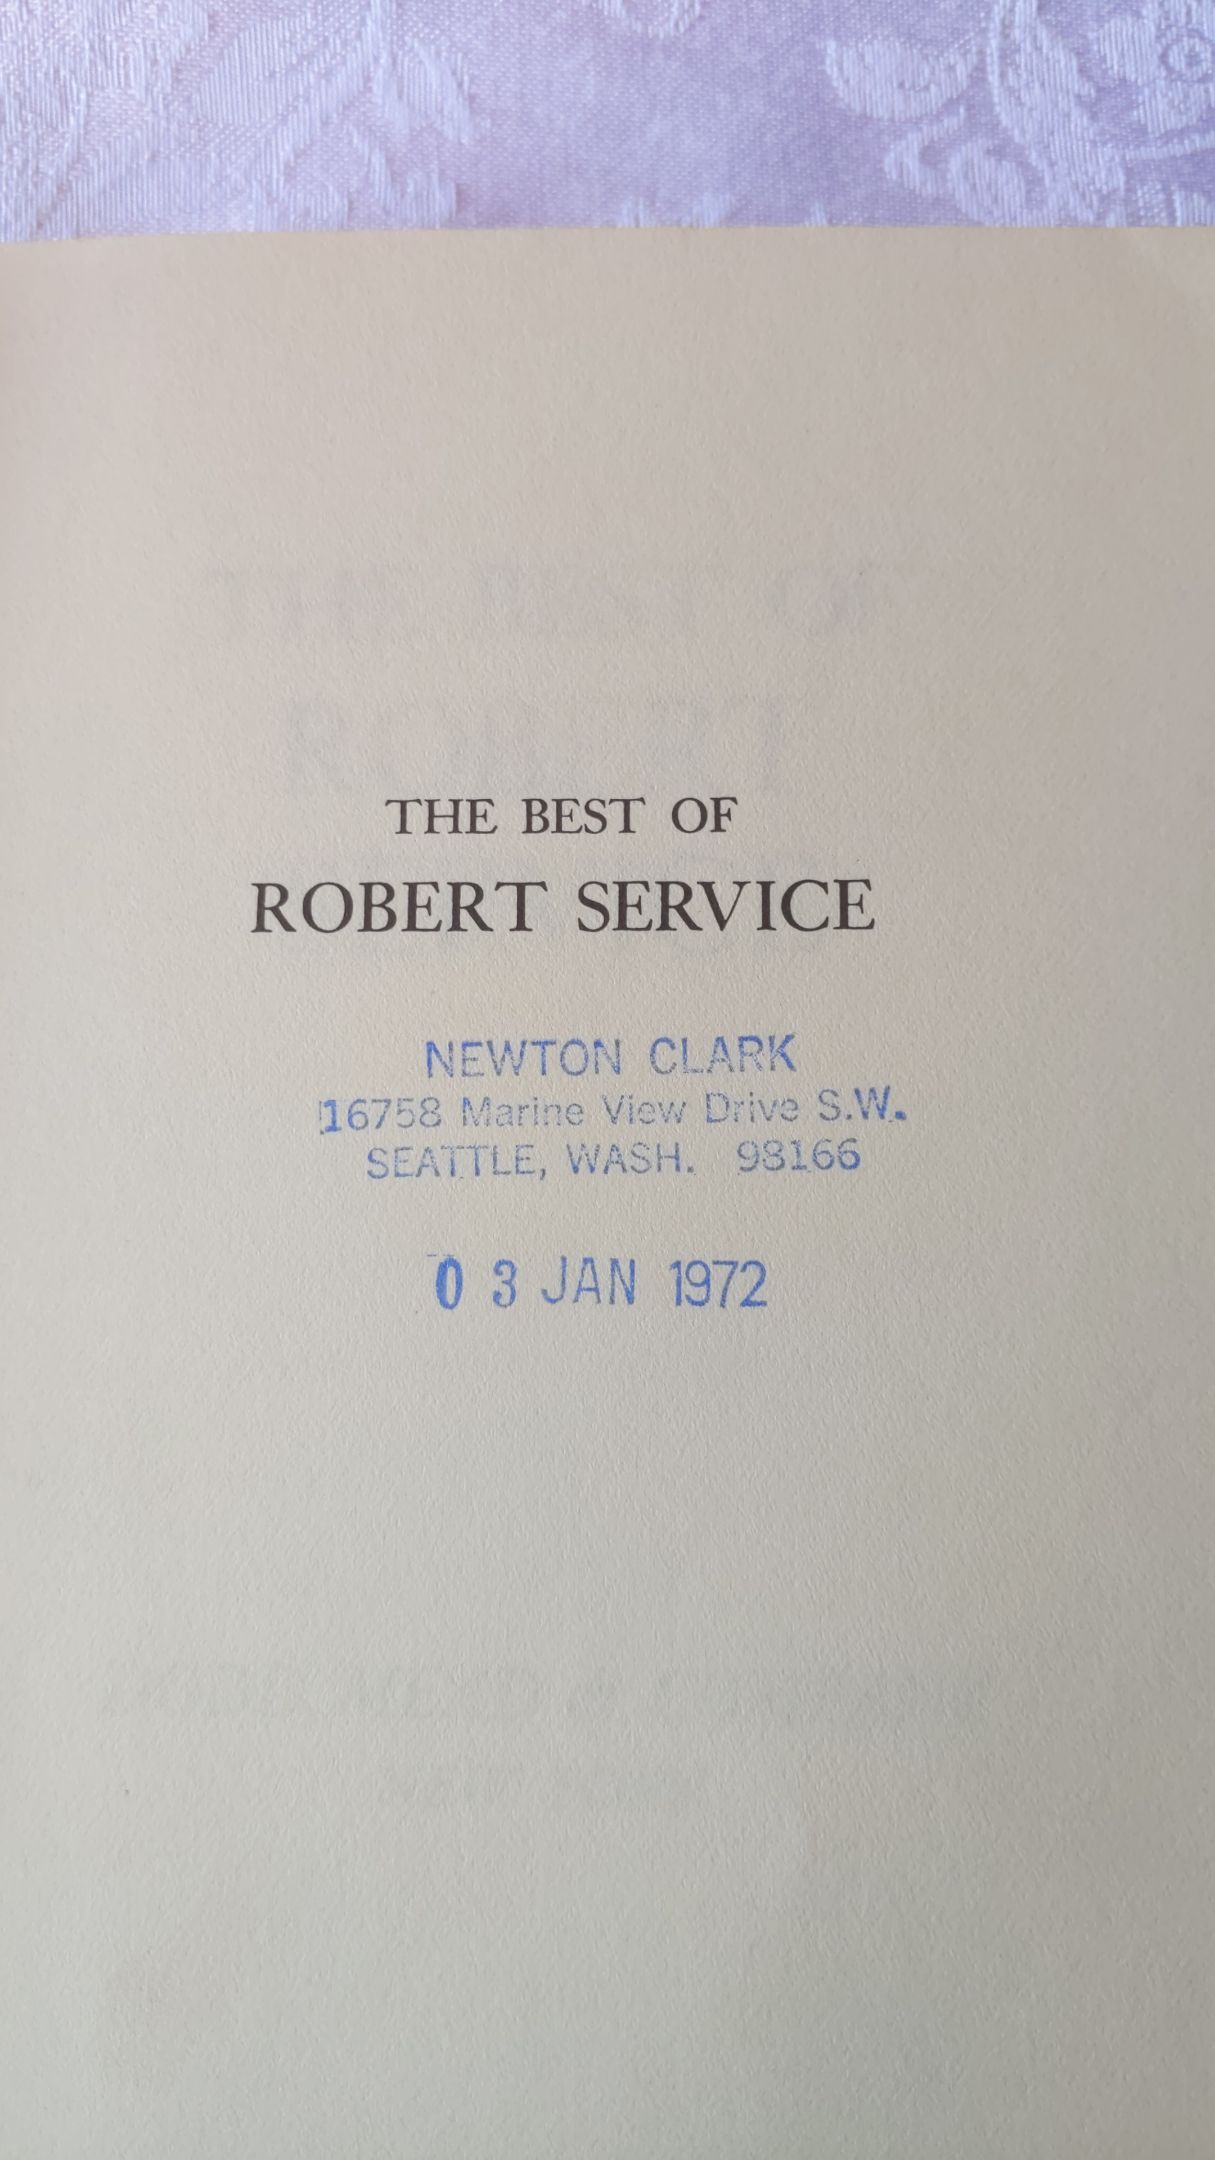 THE BEST OF
ROBERT SERVICE
NEWTON CLARK
16758 Marine View Drive S.W.
SEATTLE, WASH. 98166
03 JAN 1972